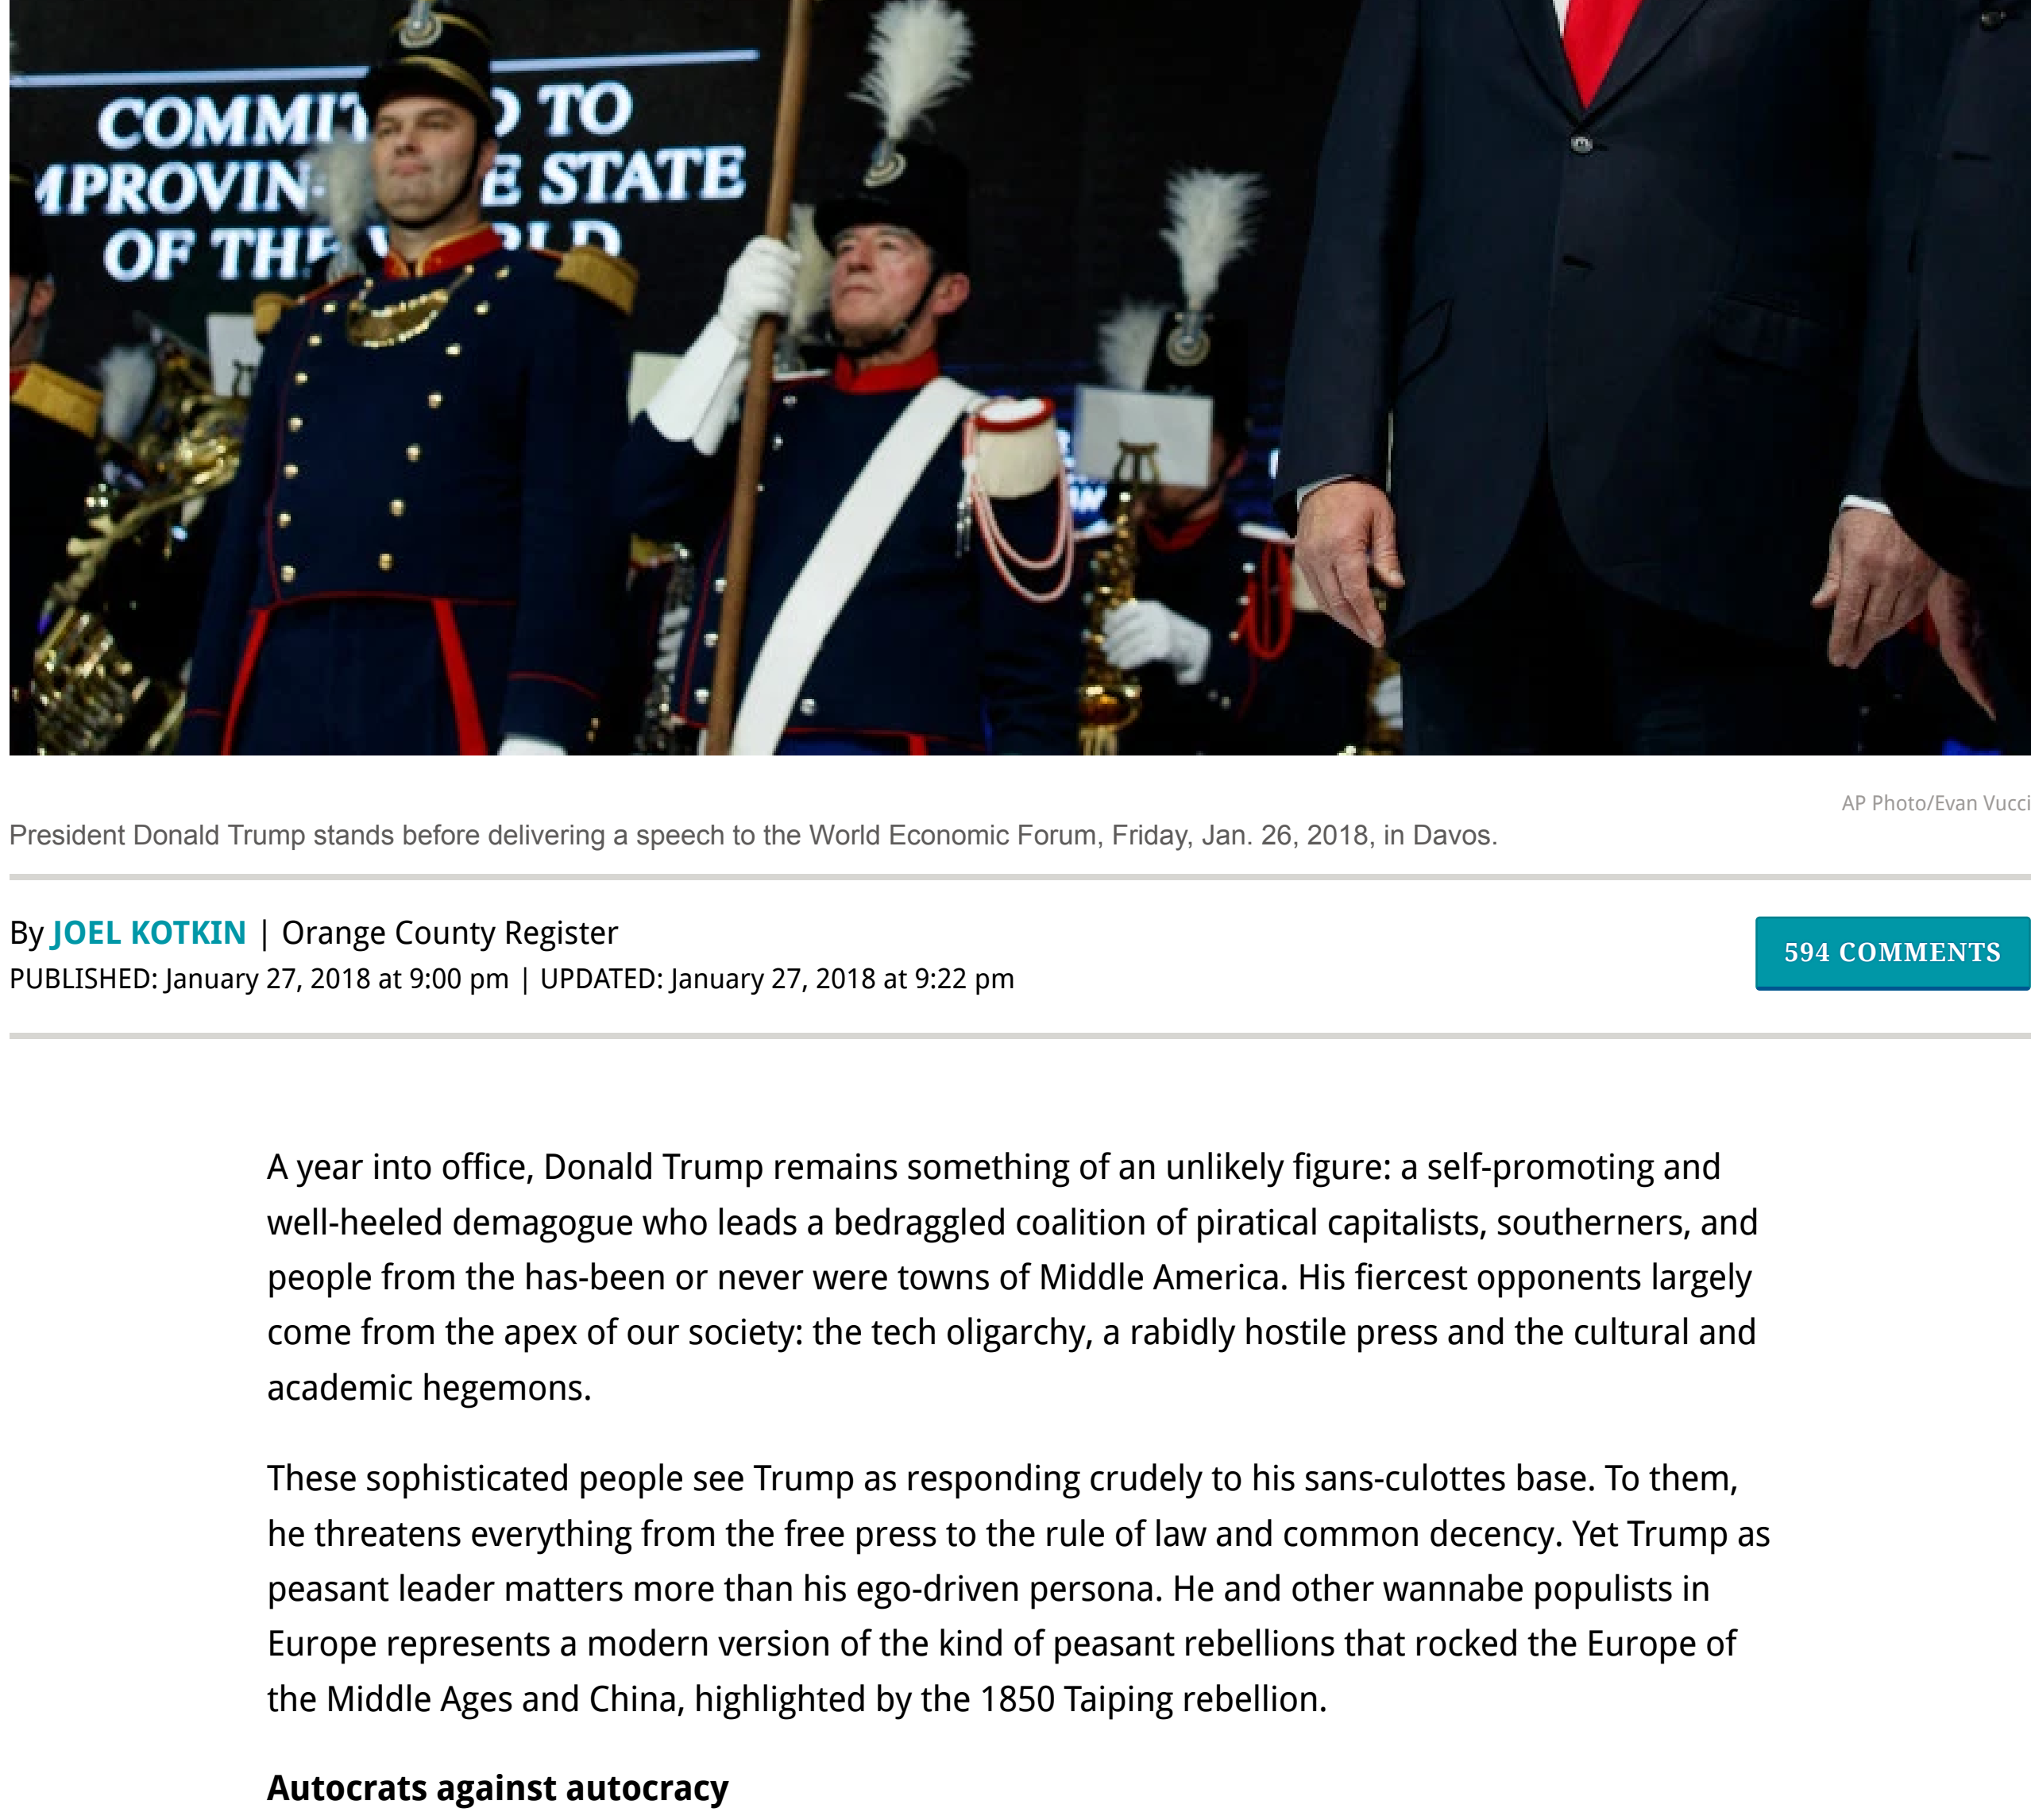 COMMIT D TO
MPROVIN E STATE
OF THE
AP Photo/Evan Vucci
President Donald Trump stands before delivering a speech to the World Economic Forum, Friday, Jan. 26, 2018, in Davos.
By JOEL KOTKIN | Orange County Register
594 COMMENTS
PUBLISHED: January 27, 2018 at 9:00 pm | UPDATED: January 27, 2018 at 9:22 pm
A year into office, Donald Trump remains something of an unlikely figure: a self-promoting and
well-heeled demagogue who leads a bedraggled coalition of piratical capitalists, southerners, and
people from the has-been or never were towns of Middle America. His fiercest opponents largely
come from the apex of our society: the tech oligarchy, a rabidly hostile press and the cultural and
academic hegemons.
These sophisticated people see Trump as responding crudely to his sans-culottes base. To them,
he threatens everything from the free press to the rule of law and common decency. Yet Trump as
peasant leader matters more than his ego-driven persona. He and other wannabe populists in
Europe represents a modern version of the kind of peasant rebellions that rocked the Europe of
the Middle Ages and China, highlighted by the 1850 Taiping rebellion.
Autocrats against autocracy